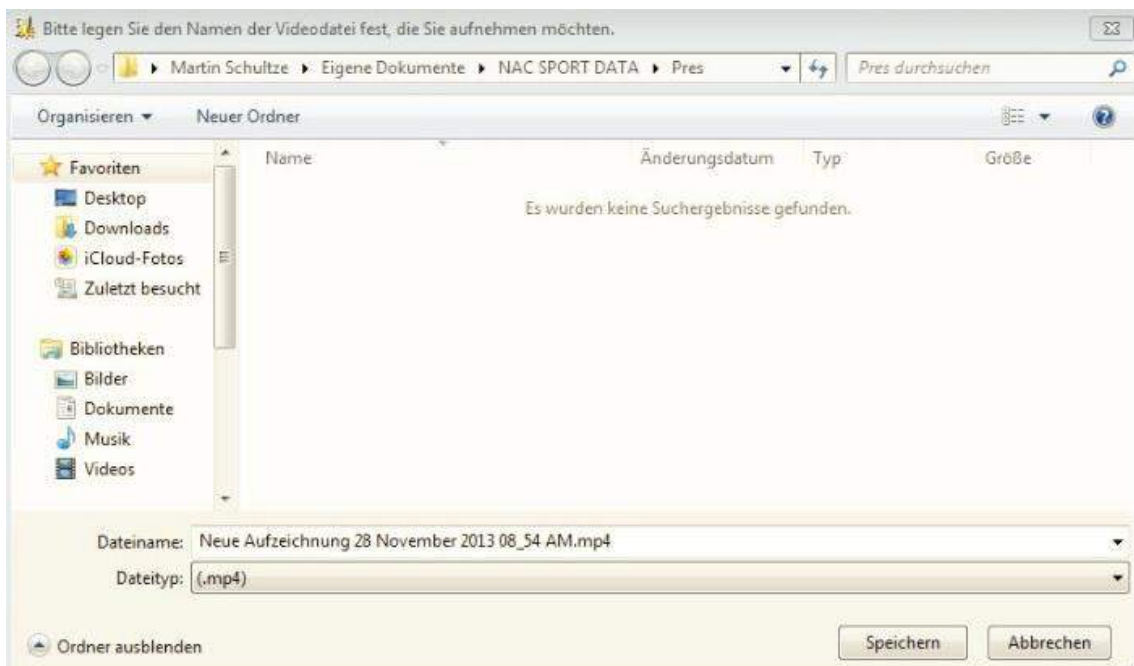 Bitte legen Sie den Namen der Videodatei fest, die Sie aufnehmen möchten.
Martin Schultze Eigene Dokumente NAC SPORT DATA Pres Pres durchsuchen
Organisieren Neuer Ordner
Name Änderungsdatum Typ Größe
Es wurden keine Suchergebnisse gefunden.
Favoriten
Desktop
Downloads
iCloud-Fotos
Zuletzt besucht
Bibliotheken
Bilder
Dokumente
Musik
Videos
Dateiname: Neue Aufzeichnung 28 November 2013 08_54 AM.mp4
Dateityp: (.mp4)
Ordner ausblenden Speichern Abbrechen